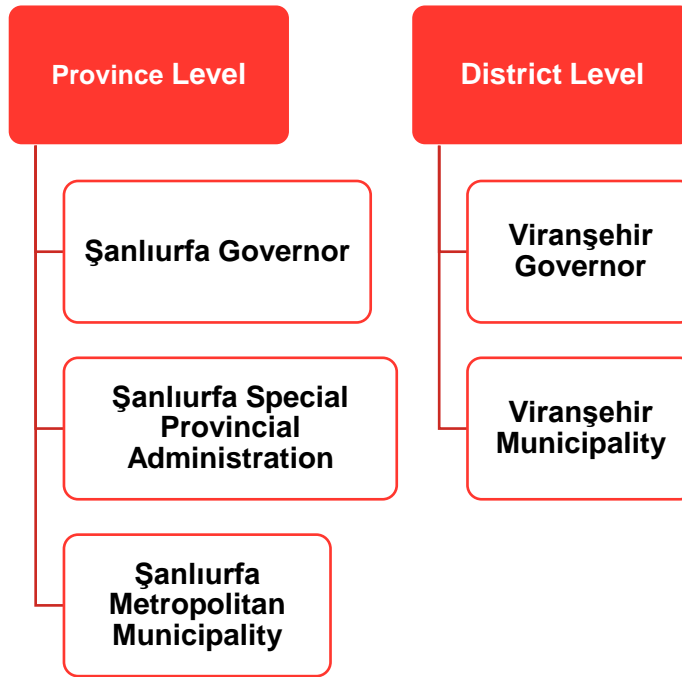 Province Level
Şanlıurfa Governor
Şanlıurfa Special
Provincial
Administration
Şanlıurfa
Metropolitan
Municipality
District Level
Viranşehir
Governor
Viranşehir
Municipality